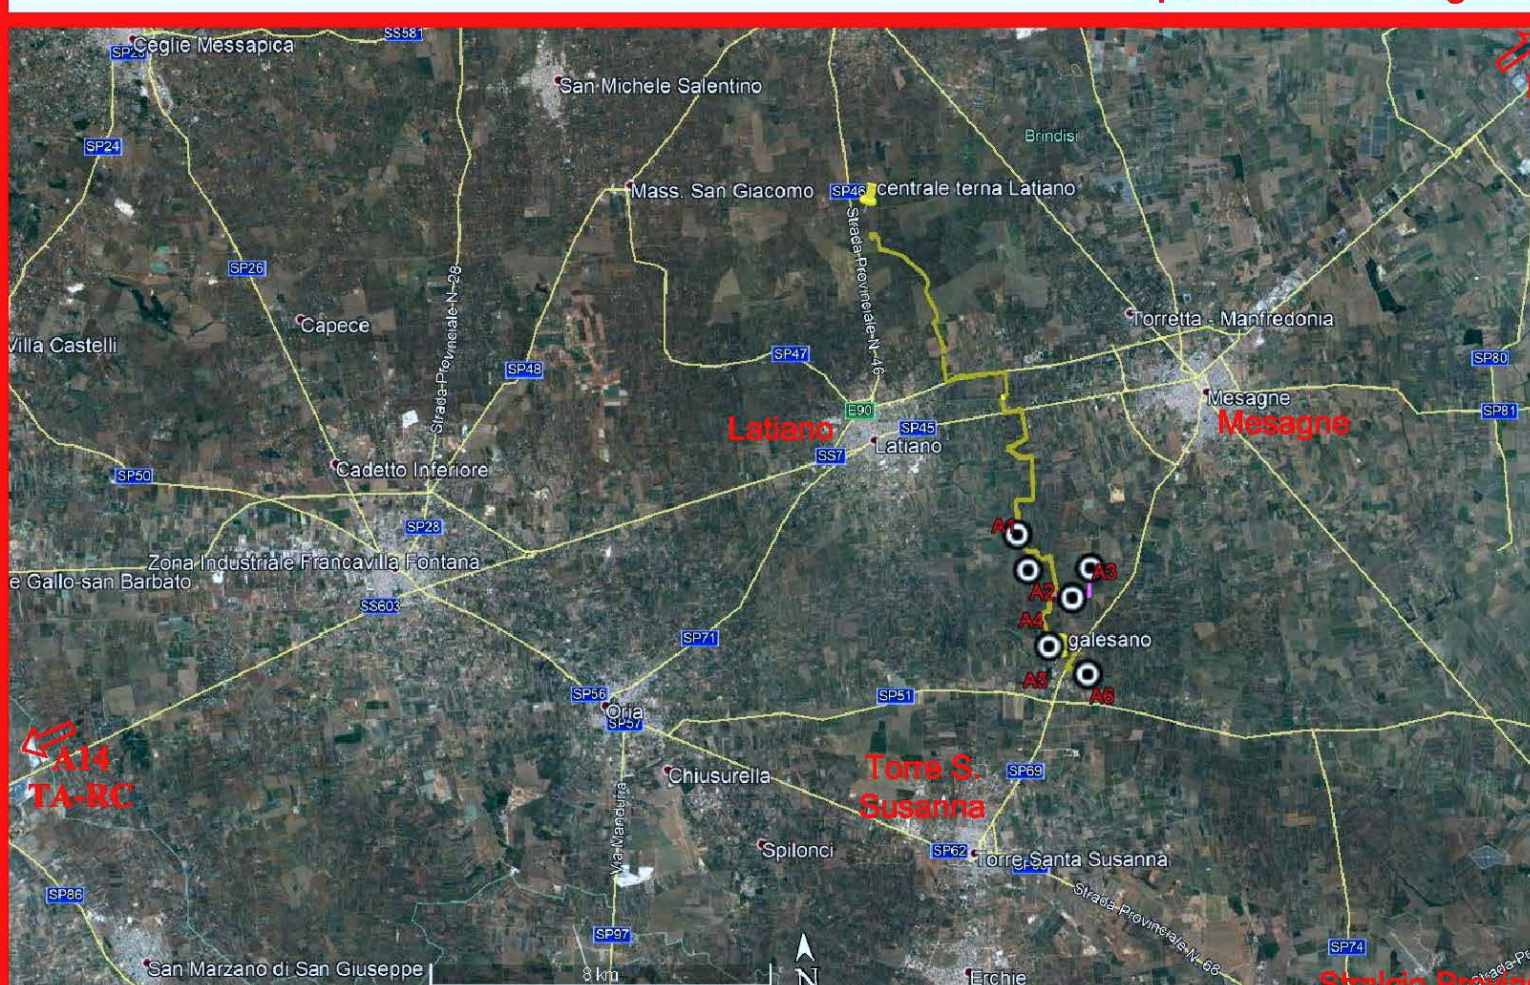 SS581
Ceglie Messapica
San Michele Salentino
Brindisi
SP24
Mass. San Giacomo
SP46
centrale terna Latiano
Strada-Provinciale-N-46
SP26
Strada-Provinciale-N-28
Capece
Torretta - Manfredonia
Villa Castelli
SP47
SP48
SP80
Mesagne
Mesagne
E90
SP81
SP45
Latiano
Latiano
SS7
SP50
Cadetto Inferiore
SP28
A1
Zona Industriale Francavilla Fontana
e Gallo-san Barbato
A3
A2
SS603
A4
galesano
SP71
A5
A6
SP56
SP51
Oria
SP57
A14
TA-RC
Torre S.
Susanna
SP69
Chiusurella
Via Manduria
Spilonci
SP62
Torre Santa Susanna
SP86
Strada Provinciale N. 68
SP97
SP74
San Marzano di San Giuseppe
8 km
N
Erchie